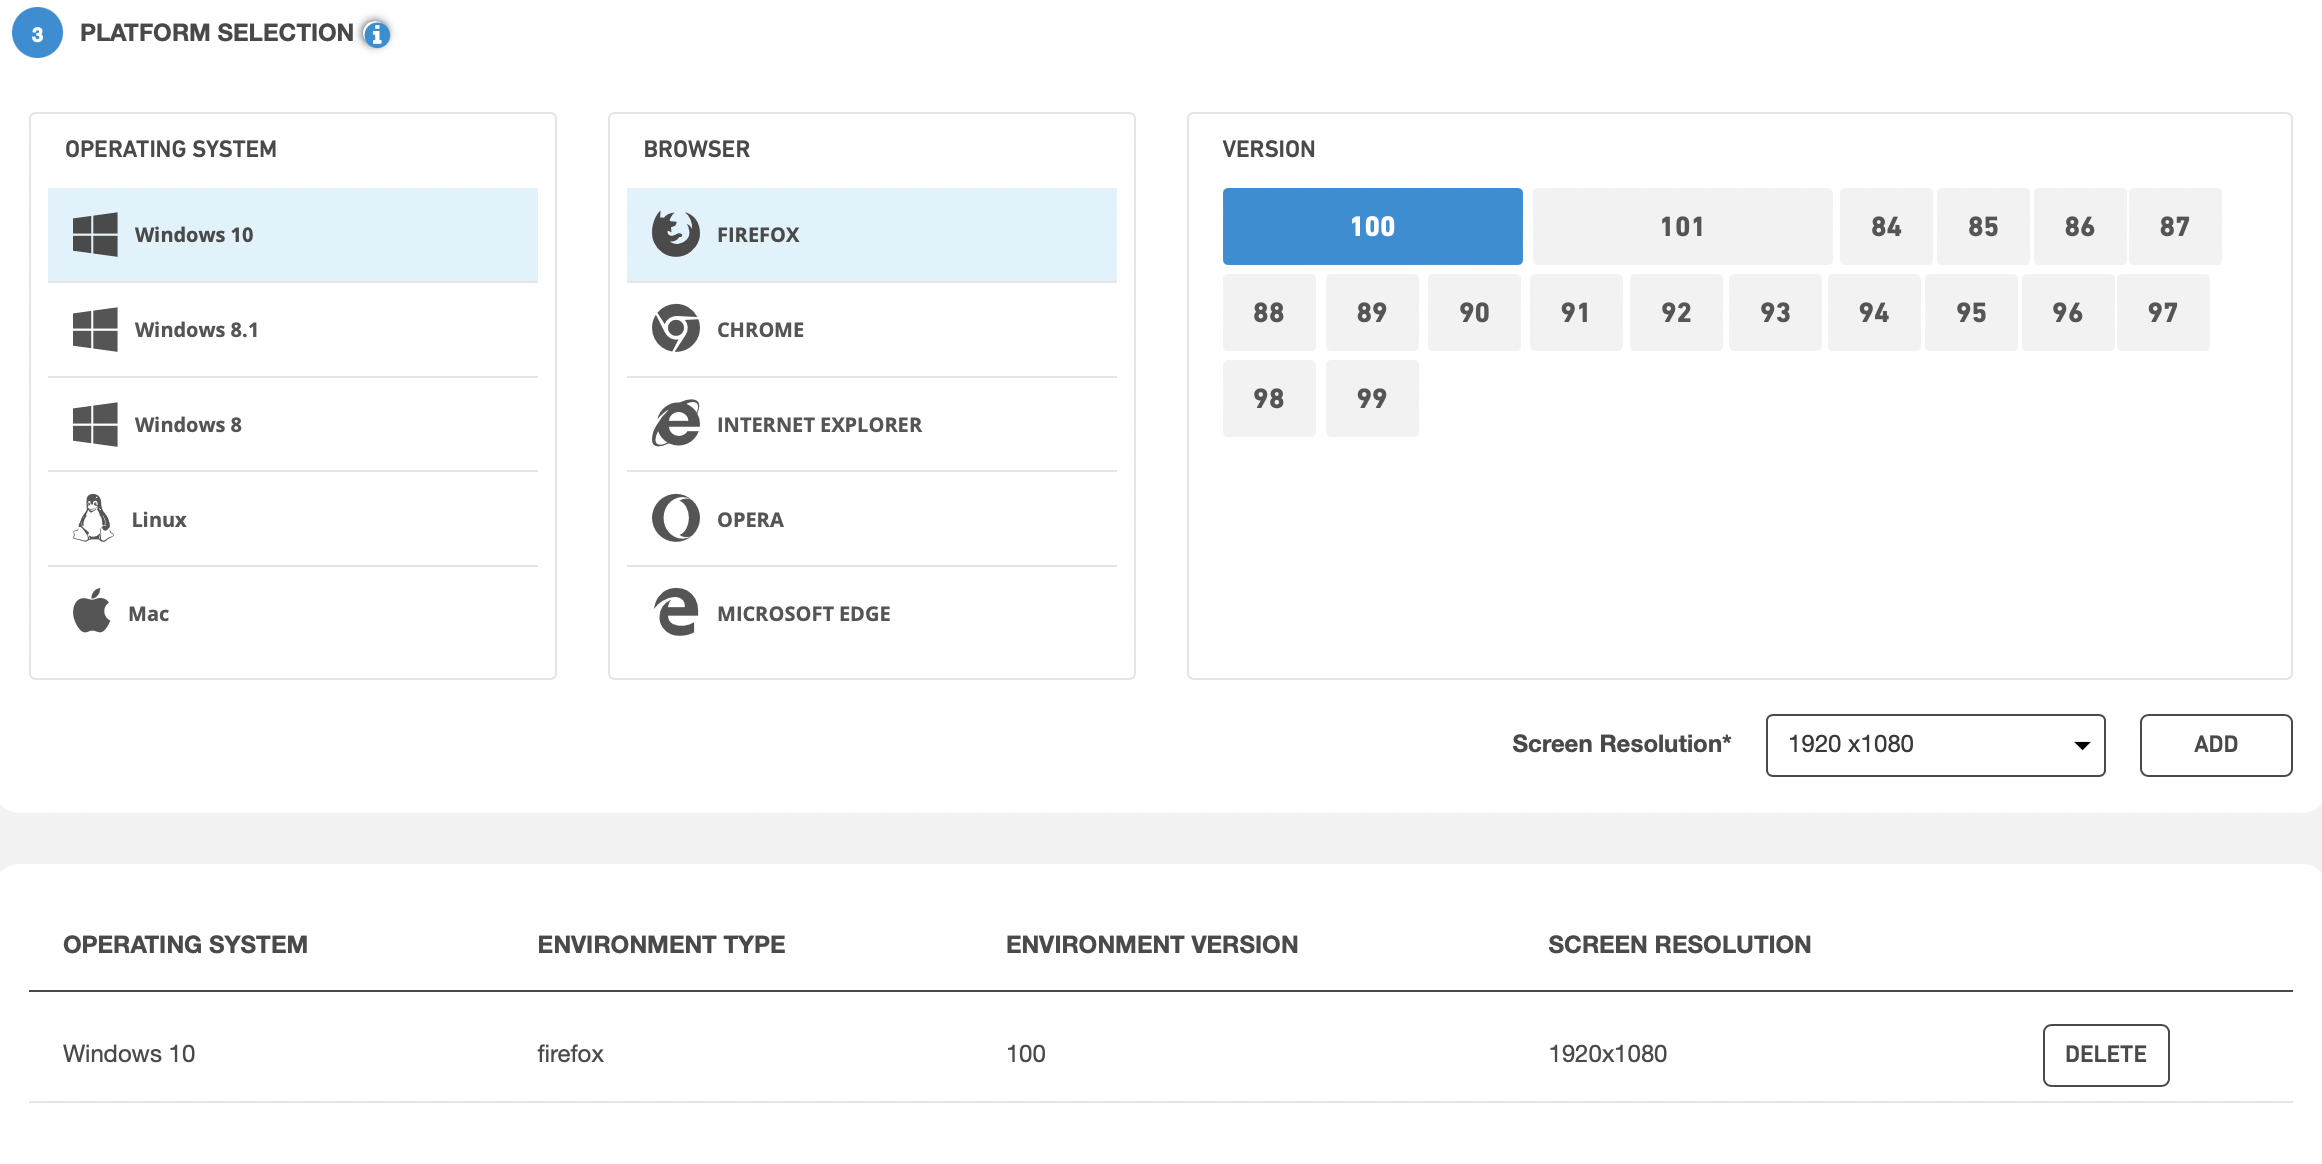 3 PLATFORM SELECTION i
OPERATING SYSTEM
Windows 10
Windows 8.1
Windows 8
Linux
Mac
BROWSER
FIREFOX
CHROME
INTERNET EXPLORER
OPERA
MICROSOFT EDGE
VERSION
100 101 84 85 86 87
88 89 90 91 92 93 94 95 96 97
98 99
Screen Resolution* 1920 x1080 ADD
OPERATING SYSTEM ENVIRONMENT TYPE ENVIRONMENT VERSION SCREEN RESOLUTION
Windows 10 firefox 100 1920x1080 DELETE